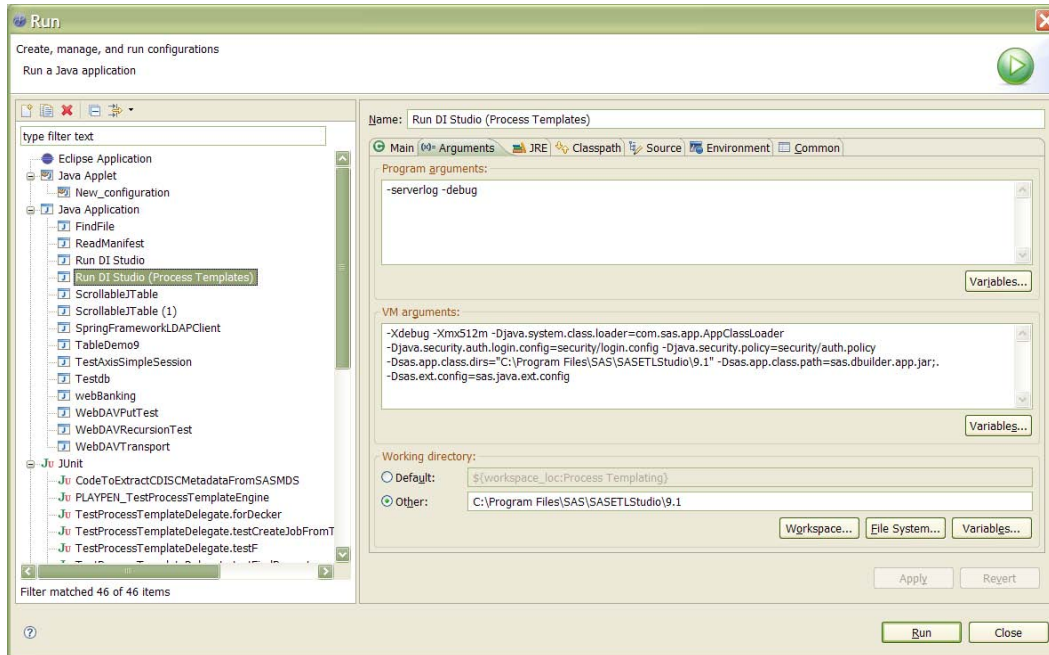 Run
Create, manage, and run configurations
Run a Java application
type filter text
Eclipse Application
Java Applet
New_configuration
Java Application
FindFile
ReadManifest
Run DI Studio
Run DI Studio (Process Templates)
ScrollableJTable
ScrollableJTable (1)
SpringFrameworkLDAPClient
TableDemo9
TestAxisSimpleSession
Testdb
webBanking
WebDAVPutTest
WebDAVRecursionTest
WebDAVTransport
JUnit
CodeToExtractCDISCMetadataFromSASMDS
PLAYPEN_TestProcessTemplateEngine
TestProcessTemplateDelegate.forDecker
TestProcessTemplateDelegate.testCreateJobFromT
TestProcessTemplateDelegate.testF
Filter matched 46 of 46 items
Name: Run DI Studio (Process Templates)
Main (x)= Arguments JRE Classpath Source Environment Common
Program arguments:
-serverlog -debug
Variables...
VM arguments:
-Xdebug -Xmx512m -Djava.system.class.loader=com.sas.app.AppClassLoader
-Djava.security.auth.login.config=security/login.config -Djava.security.policy=security/auth.policy
-Dsas.app.class.dirs="C:\Program Files\SAS\SASETLStudio\9.1" -Dsas.app.class.path=sas.dbuilder.app.jar;.
-Dsas.ext.config=sas.java.ext.config
Variables...
Working directory:
Default: ${workspace_loc:Process Templating}
Other: C:\Program Files\SAS\SASETLStudio\9.1
Workspace... File System... Variables...
Apply Revert
Run Close